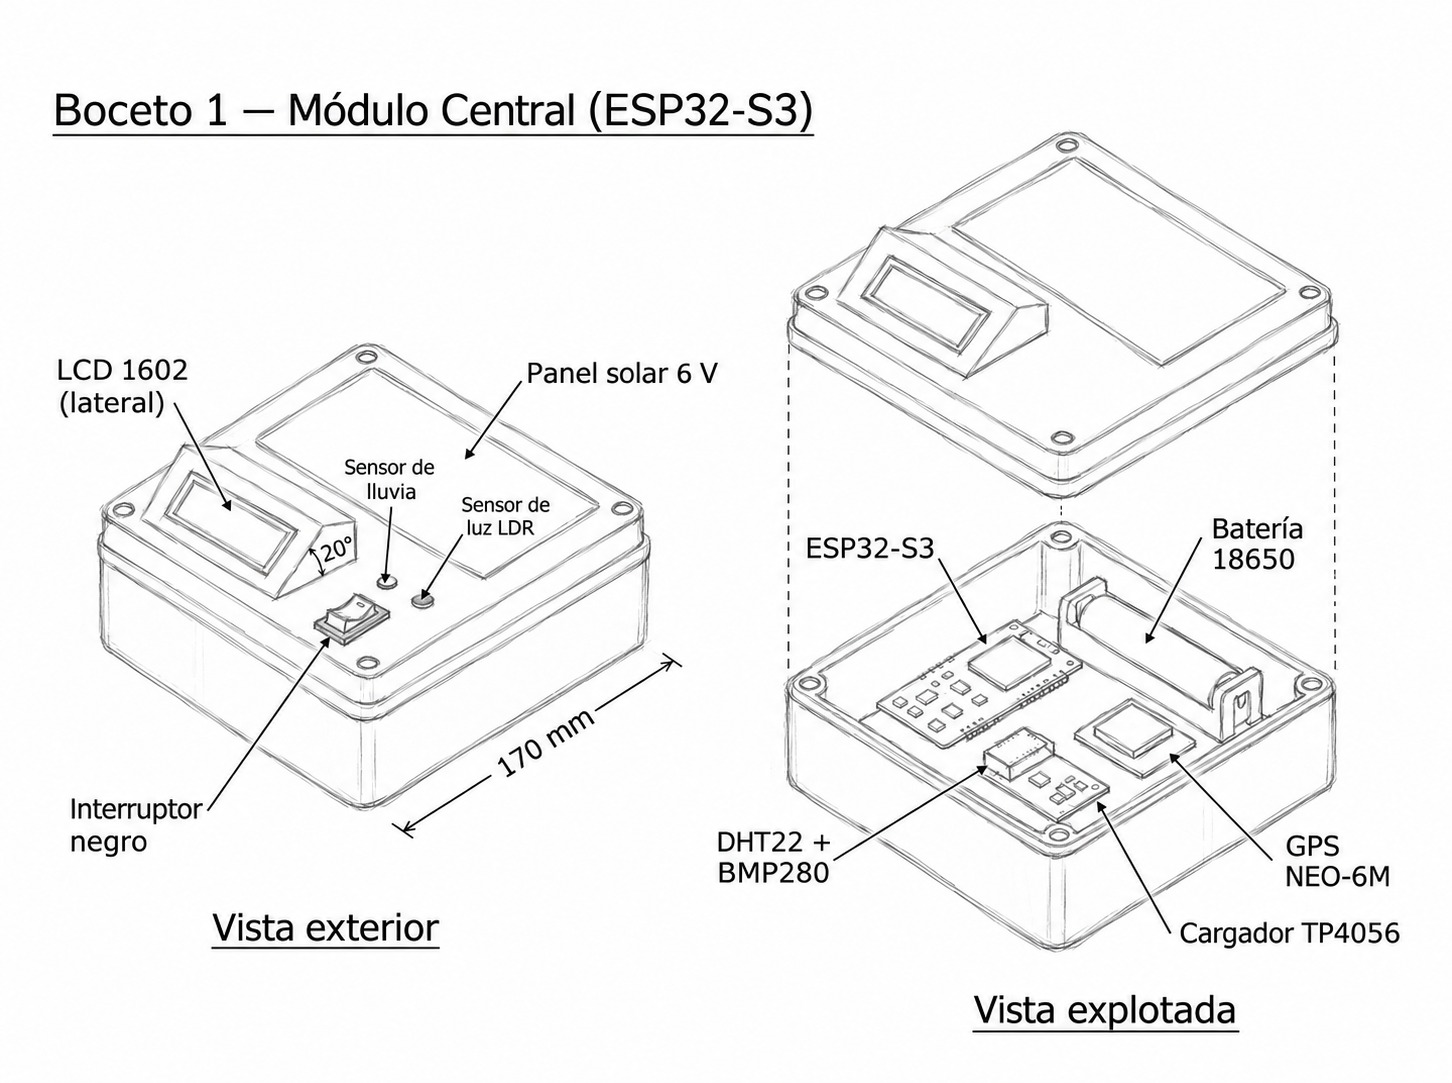 Boceto 1 — Módulo Central (ESP32-S3)
LCD 1602
(lateral)
Panel solar 6 V
Sensor de
lluvia
Sensor de
luz LDR
20°
170 mm
Interruptor
negro
Vista exterior
ESP32-S3
Batería
18650
DHT22 +
BMP280
GPS
NEO-6M
Cargador TP4056
Vista explotada